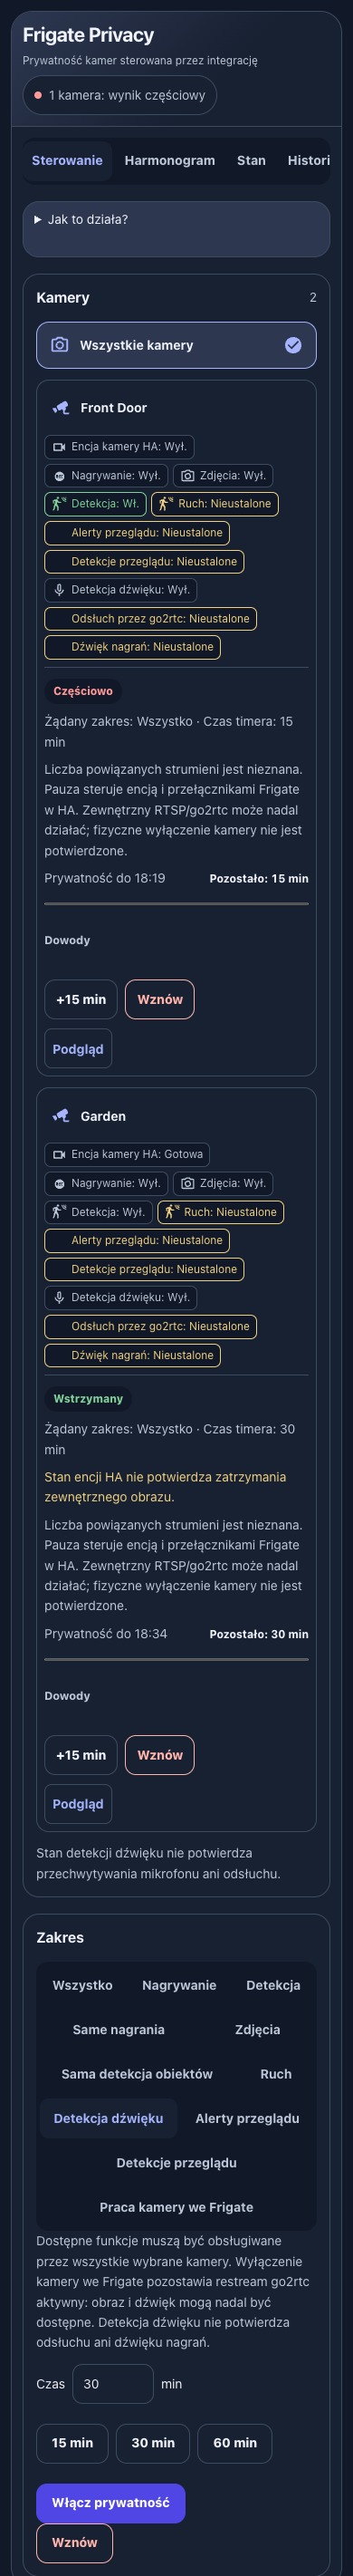 Frigate Privacy
Prywatność kamer sterowana przez integrację
1 kamera: wynik częściowy
Sterowanie Harmonogram Stan Histori
Jak to działa?
Kamery 2
Wszystkie kamery
Front Door
Encja kamery HA: Wył.
Nagrywanie: Wył. Zdjęcia: Wył.
Detekcja: Wł. Ruch: Nieustalone
Alerty przeglądu: Nieustalone
Detekcje przeglądu: Nieustalone
Detekcja dźwięku: Wył.
Odsłuch przez go2rtc: Nieustalone
Dźwięk nagrań: Nieustalone
Częściowo
Żądany zakres: Wszystko · Czas timera: 15
min
Liczba powiązanych strumieni jest nieznana.
Pauza steruje encją i przełącznikami Frigate
w HA. Zewnętrzny RTSP/go2rtc może nadal
działać; fizyczne wyłączenie kamery nie jest
potwierdzone.
Prywatność do 18:19 Pozostało: 15 min
Dowody
+15 min Wznów
Podgląd
Garden
Encja kamery HA: Gotowa
Nagrywanie: Wył. Zdjęcia: Wył.
Detekcja: Wył. Ruch: Nieustalone
Alerty przeglądu: Nieustalone
Detekcje przeglądu: Nieustalone
Detekcja dźwięku: Wył.
Odsłuch przez go2rtc: Nieustalone
Dźwięk nagrań: Nieustalone
Wstrzymany
Żądany zakres: Wszystko · Czas timera: 30
min
Stan encji HA nie potwierdza zatrzymania
zewnętrznego obrazu.
Liczba powiązanych strumieni jest nieznana.
Pauza steruje encją i przełącznikami Frigate
w HA. Zewnętrzny RTSP/go2rtc może nadal
działać; fizyczne wyłączenie kamery nie jest
potwierdzone.
Prywatność do 18:34 Pozostało: 30 min
Dowody
+15 min Wznów
Podgląd
Stan detekcji dźwięku nie potwierdza
przechwytywania mikrofonu ani odsłuchu.
Zakres
Wszystko Nagrywanie Detekcja
Same nagrania Zdjęcia
Sama detekcja obiektów Ruch
Detekcja dźwięku Alerty przeglądu
Detekcje przeglądu
Praca kamery we Frigate
Dostępne funkcje muszą być obsługiwane
przez wszystkie wybrane kamery. Wyłączenie
kamery we Frigate pozostawia restream go2rtc
aktywny: obraz i dźwięk mogą nadal być
dostępne. Detekcja dźwięku nie potwierdza
odsłuchu ani dźwięku nagrań.
Czas 30 min
15 min 30 min 60 min
Włącz prywatność
Wznów